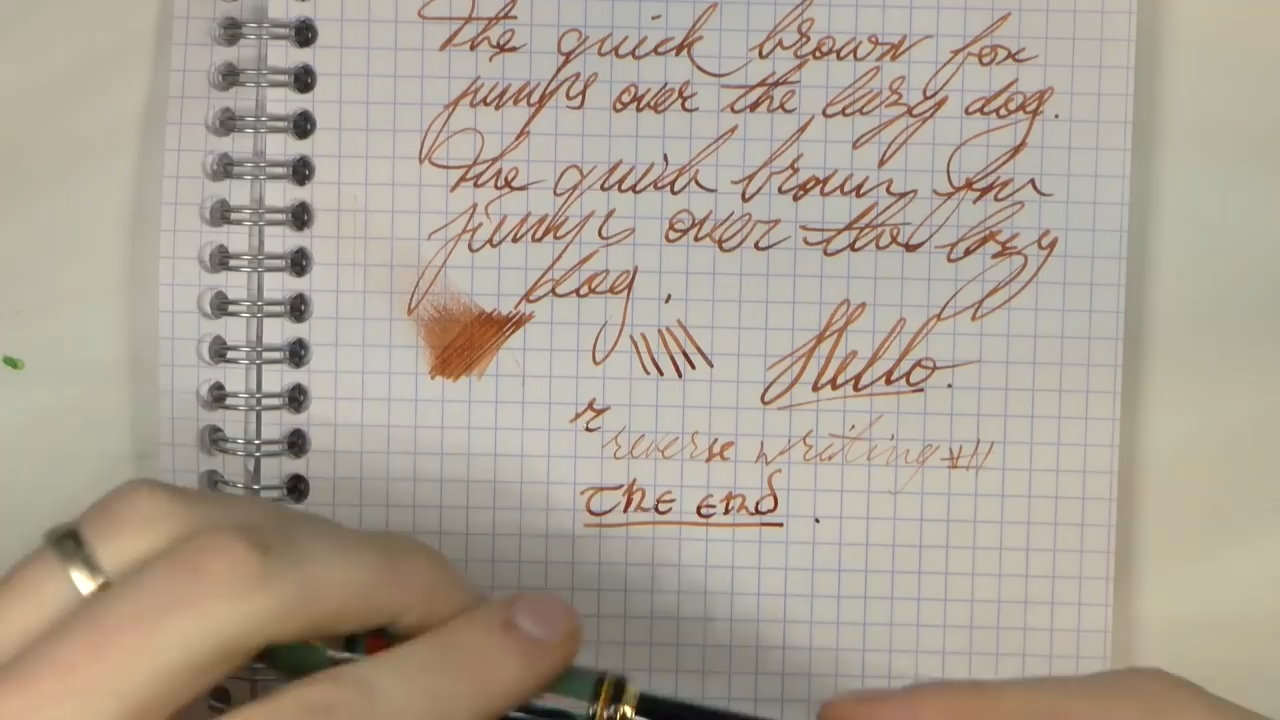 The quick brown fox
jumps over the lazy dog.
The quick brown fox
jumps over the lazy
dog.
Hello.
r
reverse writing
The end.